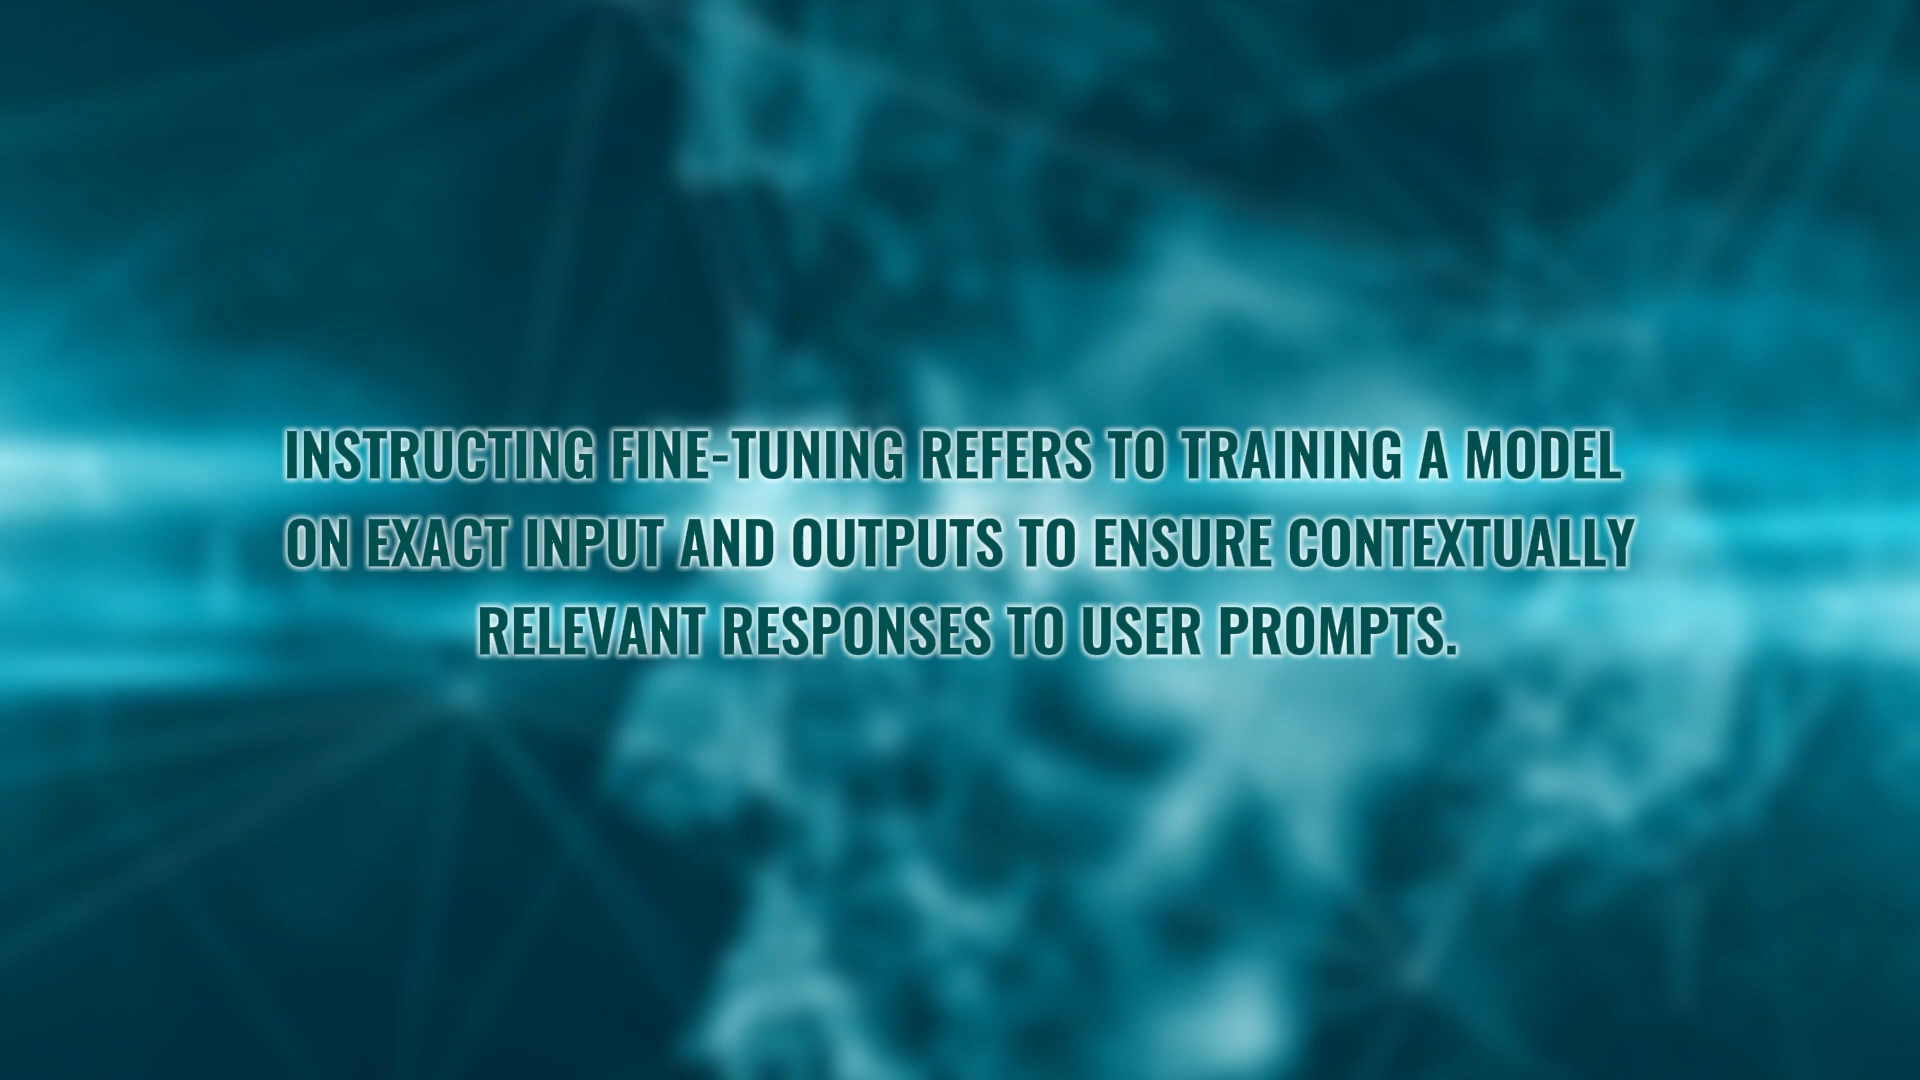 INSTRUCTING FINE-TUNING REFERS TO TRAINING A MODEL
ON EXACT INPUT AND OUTPUTS TO ENSURE CONTEXTUALLY
RELEVANT RESPONSES TO USER PROMPTS.